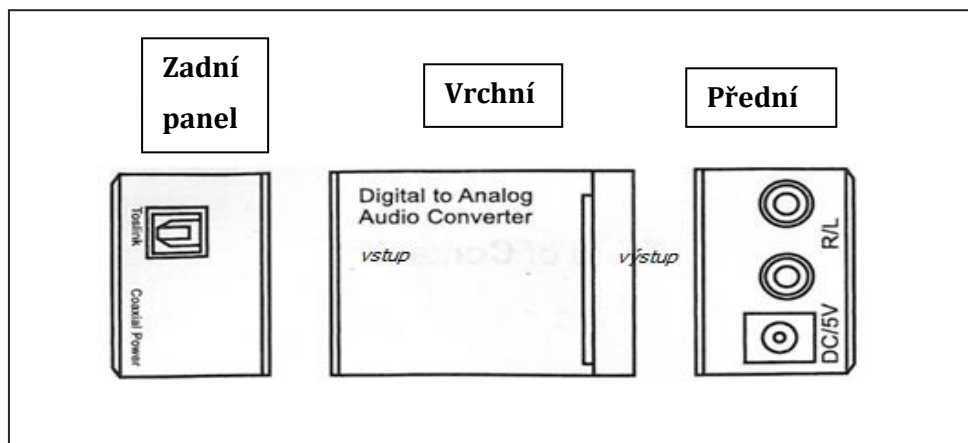 Zadní
panel
Vrchní
Přední
Toslink
Coaxial Power
Digital to Analog
Audio Converter
vstup
výstup
R/L
DC/5V